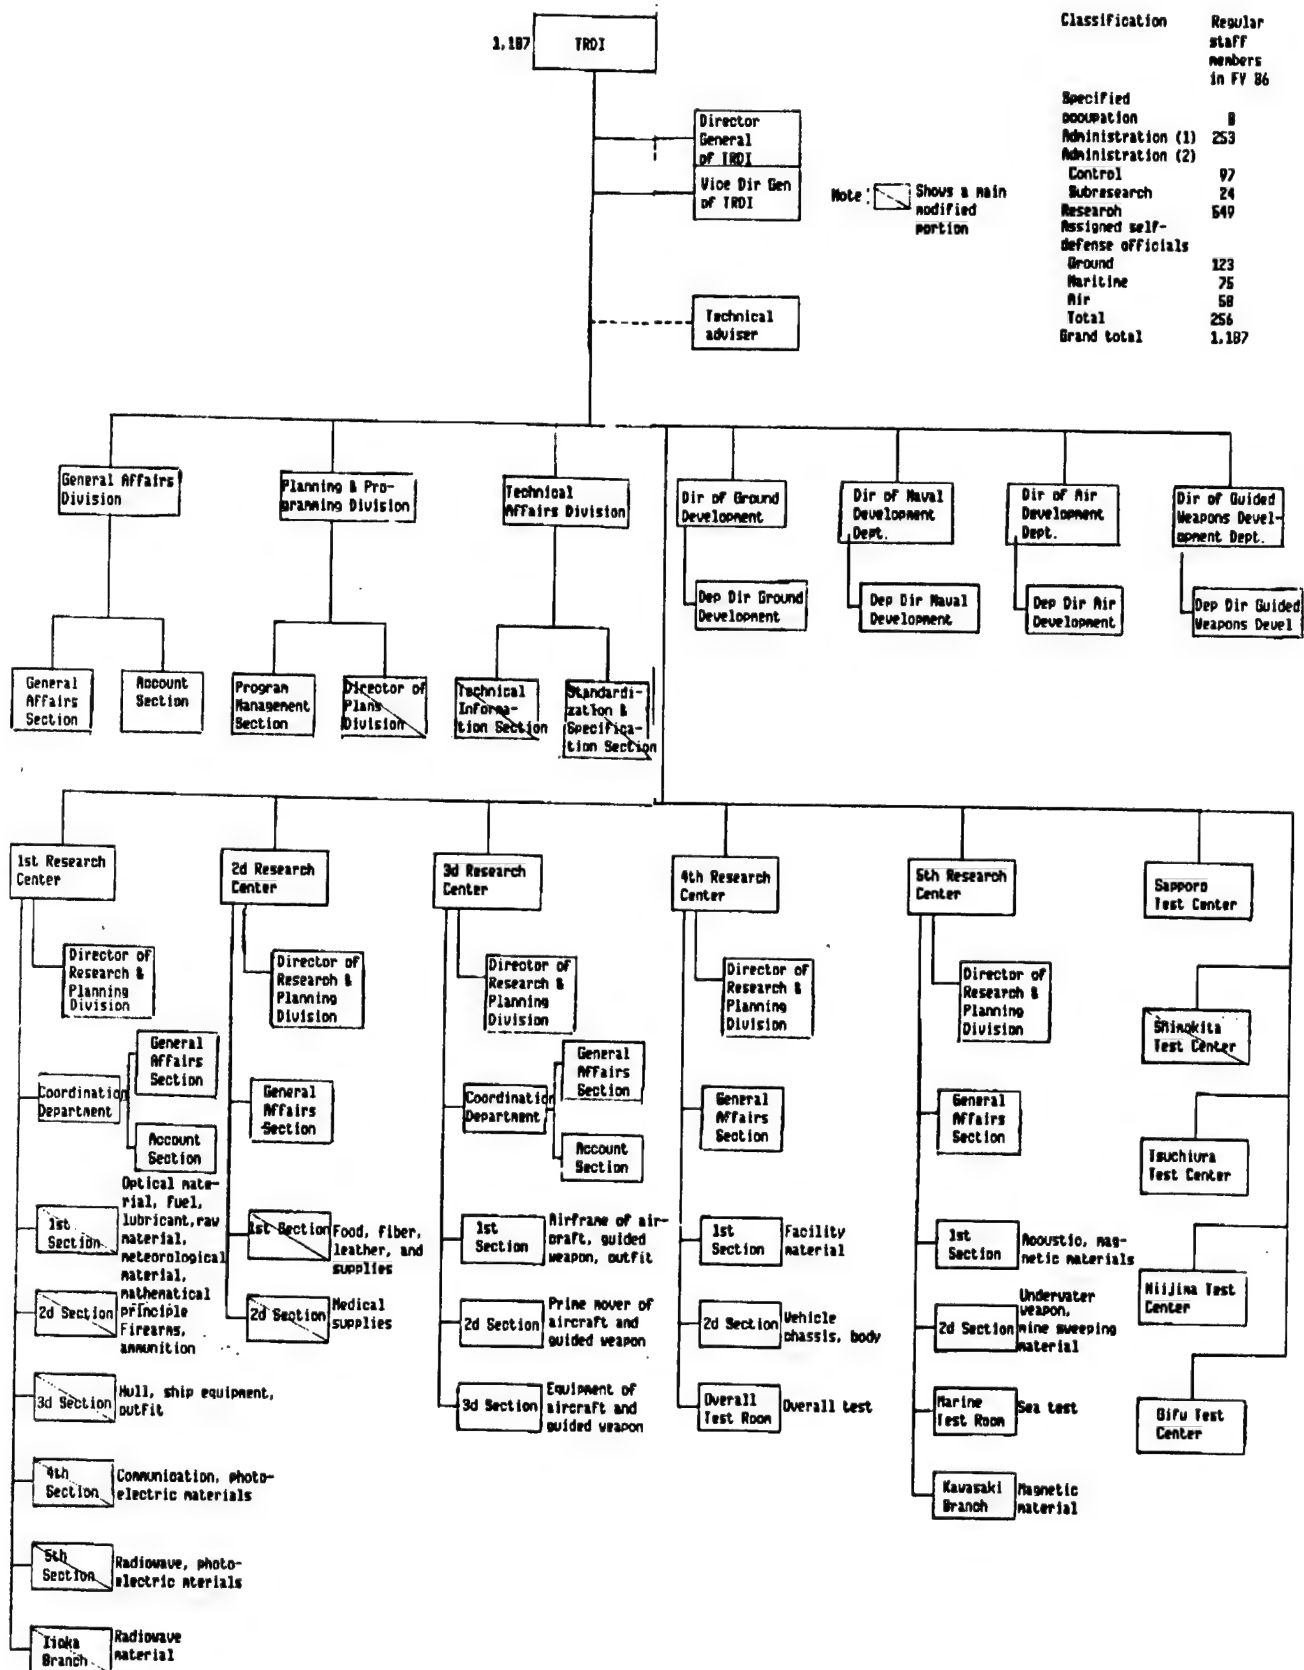 1,187 TRDI
Classification Regular
staff
members
in FY 86
Specified
occupation 8
Administration (1) 253
Administration (2)
Control 97
Subresearch 24
Research 549
Assigned self-
defense officials
Ground 123
Maritime 75
Air 58
Total 256
Grand total 1,187
Director
General
of TRDI
Vice Dir Gen
of TRDI
Note: Shows a main
modified
portion
Technical
adviser
General Affairs
Division
Planning & Pro-
gramming Division
Technical
Affairs Division
Dir of Ground
Development
Dir of Naval
Development
Dept.
Dir of Air
Development
Dept.
Dir of Guided
Weapons Devel-
opment Dept.
Dep Dir Ground
Development
Dep Dir Naval
Development
Dep Dir Air
Development
Dep Dir Guided
Weapons Devel
General
Affairs
Section
Account
Section
Program
Management
Section
Director of
Plans
Division
Technical
Informa-
tion Section
Standardi-
zation &
Specifica-
tion Section
1st Research
Center
Director of
Research &
Planning
Division
Coordination
Department
General
Affairs
Section
Account
Section
1st
Section
Optical mate-
rial, fuel,
lubricant, raw
material,
meteorological
material,
mathematical
principle
2d Section
Firearms,
ammunition
3d Section
Hull, ship equipment,
outfit
4th
Section
Communication, photo-
electric materials
5th
Section
Radiowave, photo-
electric mterials
Iioka
Branch
Radiowave
material
2d Research
Center
Director of
Research &
Planning
Division
General
Affairs
Section
1st Section
Food, fiber,
leather, and
supplies
2d Section
Medical
supplies
3d Research
Center
Director of
Research &
Planning
Division
Coordination
Department
General
Affairs
Section
Account
Section
1st
Section
Airframe of air-
craft, guided
weapon, outfit
2d Section
Prime mover of
aircraft and
guided weapon
3d Section
Equipment of
aircraft and
guided weapon
4th Research
Center
Director of
Research &
Planning
Division
General
Affairs
Section
1st
Section
Facility
material
2d Section
Vehicle
chassis, body
Overall
Test Room
Overall test
5th Research
Center
Director of
Research &
Planning
Division
General
Affairs
Section
1st
Section
Acoustic, mag-
netic materials
2d Section
Underwater
weapon,
mine sweeping
material
Marine
Test Room
Sea test
Kawasaki
Branch
Magnetic
material
Sapporo
Test Center
Shimokita
Test Center
Tsuchiura
Test Center
Niijima Test
Center
Gifu Test
Center